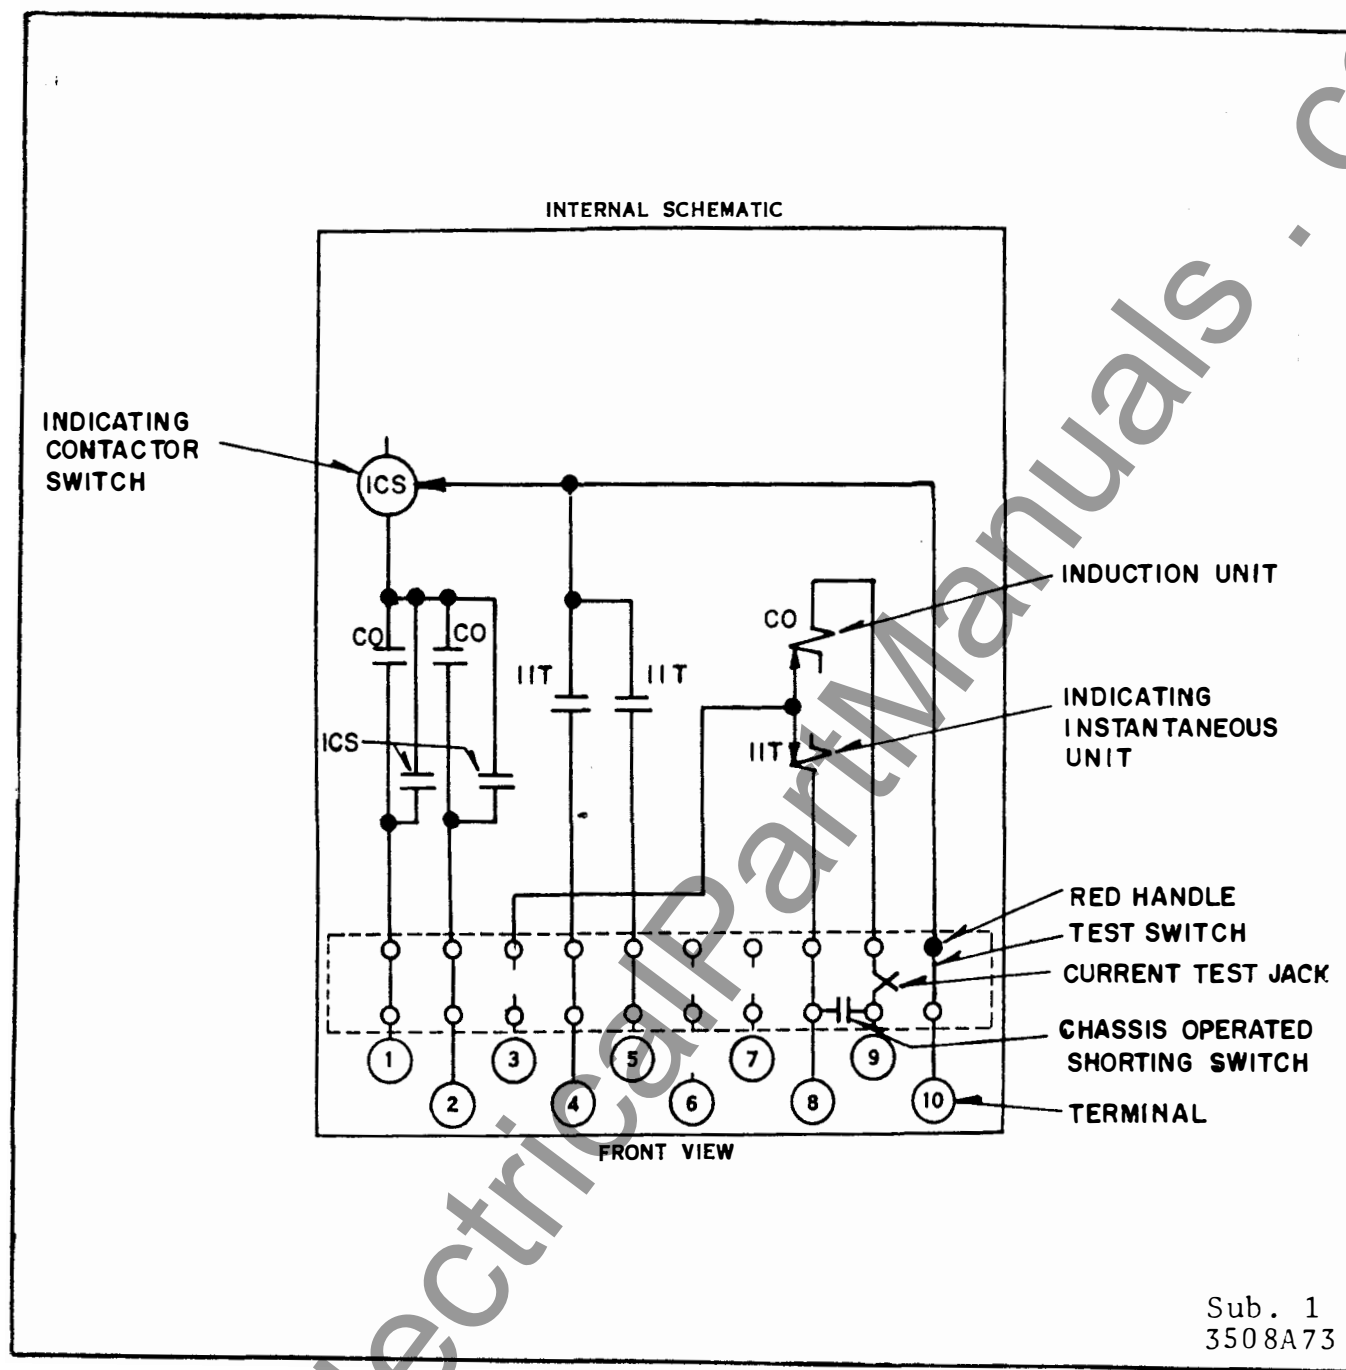 INTERNAL SCHEMATIC
INDICATING
CONTACTOR
SWITCH
ICS
CO
CO
IIT
IIT
ICS
CO
IIT
INDUCTION UNIT
INDICATING
INSTANTANEOUS
UNIT
RED HANDLE
TEST SWITCH
CURRENT TEST JACK
CHASSIS OPERATED
SHORTING SWITCH
TERMINAL
1
2
3
4
5
6
7
8
9
10
FRONT VIEW
Sub. 1
3508A73
lectricalPartManuals . c